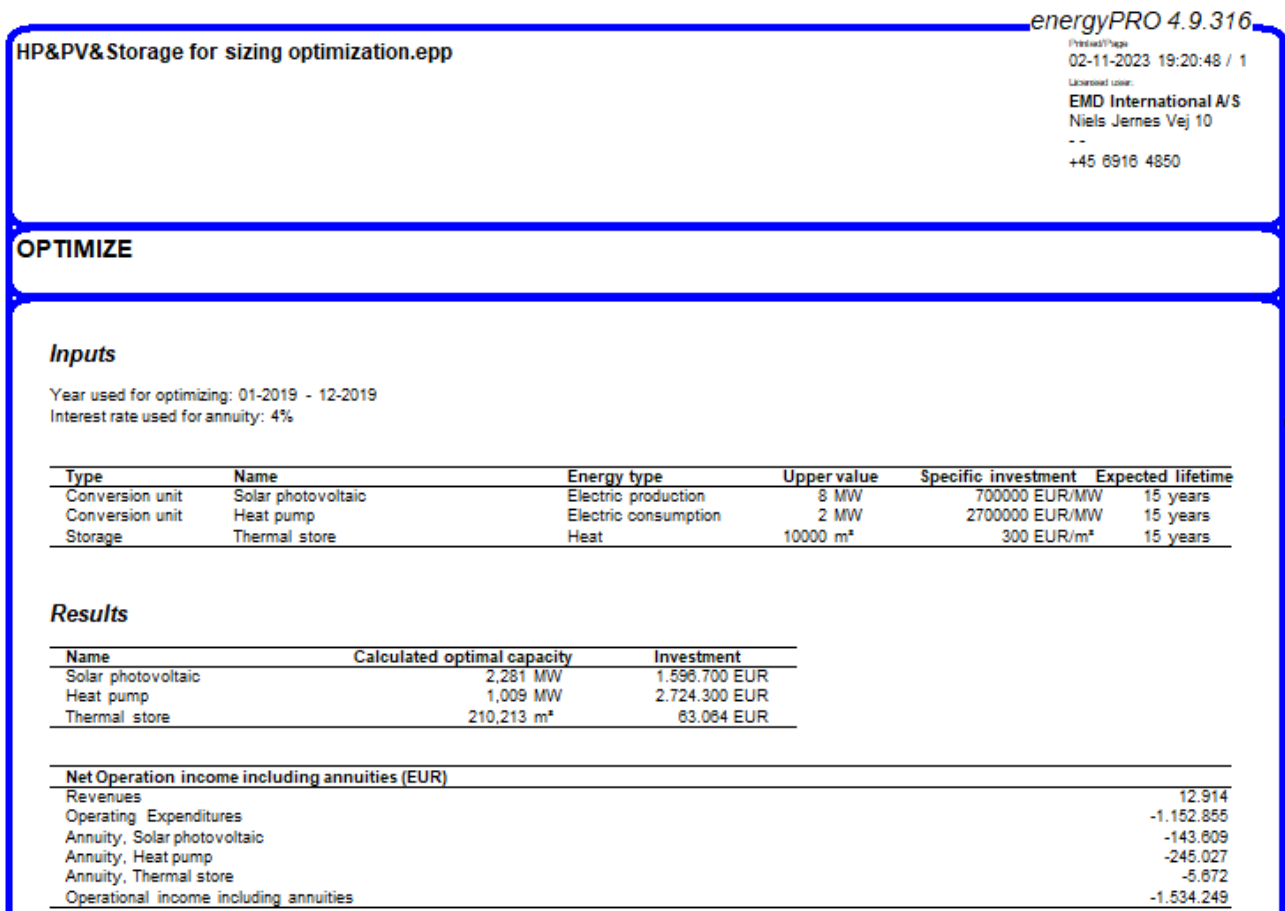 energyPRO 4.9.316
HP&PV&Storage for sizing optimization.epp
Printed/Page
02-11-2023 19:20:48 / 1
Licensed user:
EMD International A/S
Niels Jernes Vej 10
- -
+45 6916 4850
OPTIMIZE
Inputs
Year used for optimizing: 01-2019 - 12-2019
Interest rate used for annuity: 4%
Type Name Energy type Upper value Specific investment Expected lifetime
Conversion unit Solar photovoltaic Electric production 8 MW 700000 EUR/MW 15 years
Conversion unit Heat pump Electric consumption 2 MW 2700000 EUR/MW 15 years
Storage Thermal store Heat 10000 m³ 300 EUR/m³ 15 years
Results
Name Calculated optimal capacity Investment
Solar photovoltaic 2,281 MW 1.596.700 EUR
Heat pump 1,009 MW 2.724.300 EUR
Thermal store 210,213 m³ 63.064 EUR
Net Operation income including annuities (EUR)
Revenues 12.914
Operating Expenditures -1.152.855
Annuity, Solar photovoltaic -143.609
Annuity, Heat pump -245.027
Annuity, Thermal store -5.672
Operational income including annuities -1.534.249